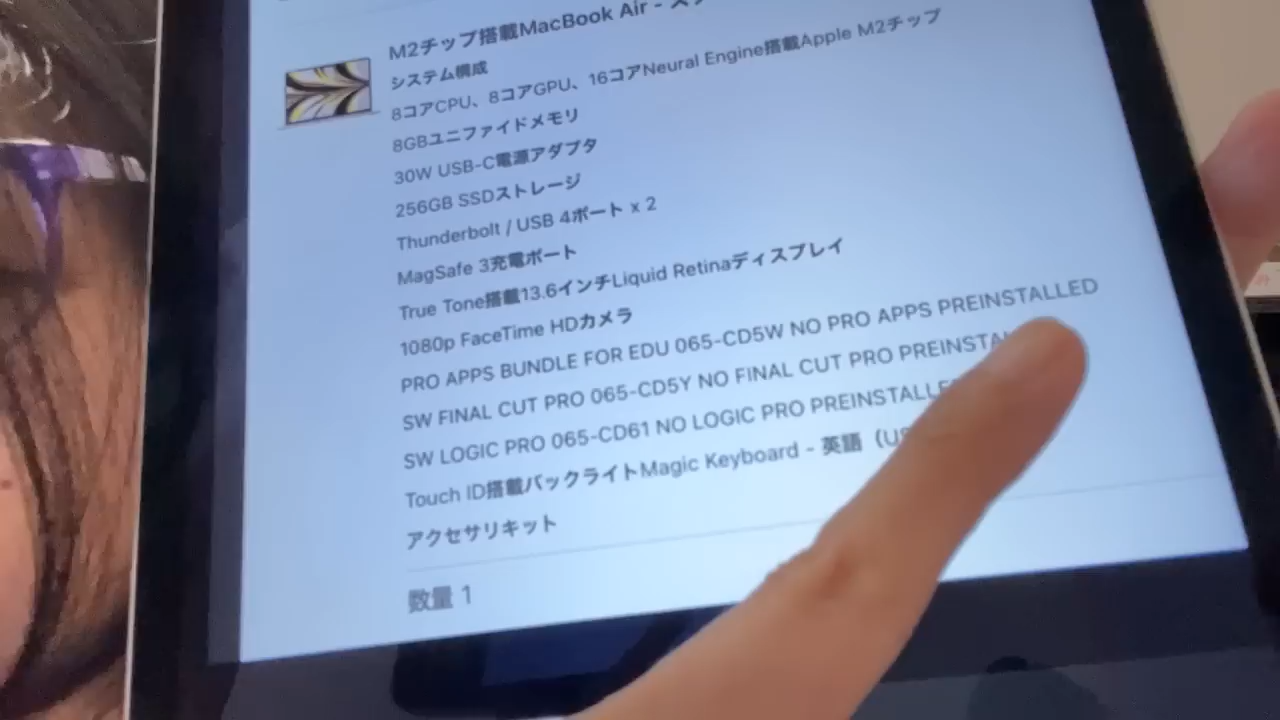 M2チップ搭載MacBook Air -
システム構成
8コアCPU、8コアGPU、16コアNeural Engine搭載Apple M2チップ
8GBユニファイドメモリ
30W USB-C電源アダプタ
256GB SSDストレージ
Thunderbolt / USB 4ポート x 2
MagSafe 3充電ポート
True Tone搭載13.6インチLiquid Retinaディスプレイ
1080p FaceTime HDカメラ
PRO APPS BUNDLE FOR EDU 065-CD5W NO PRO APPS PREINSTALLED
SW FINAL CUT PRO 065-CD5Y NO FINAL CUT PRO
SW LOGIC PRO 065-CD61 NO LOGIC PRO
Touch ID搭載バックライトMagic Keyboard - 英語
アクセサリキット
数量 1